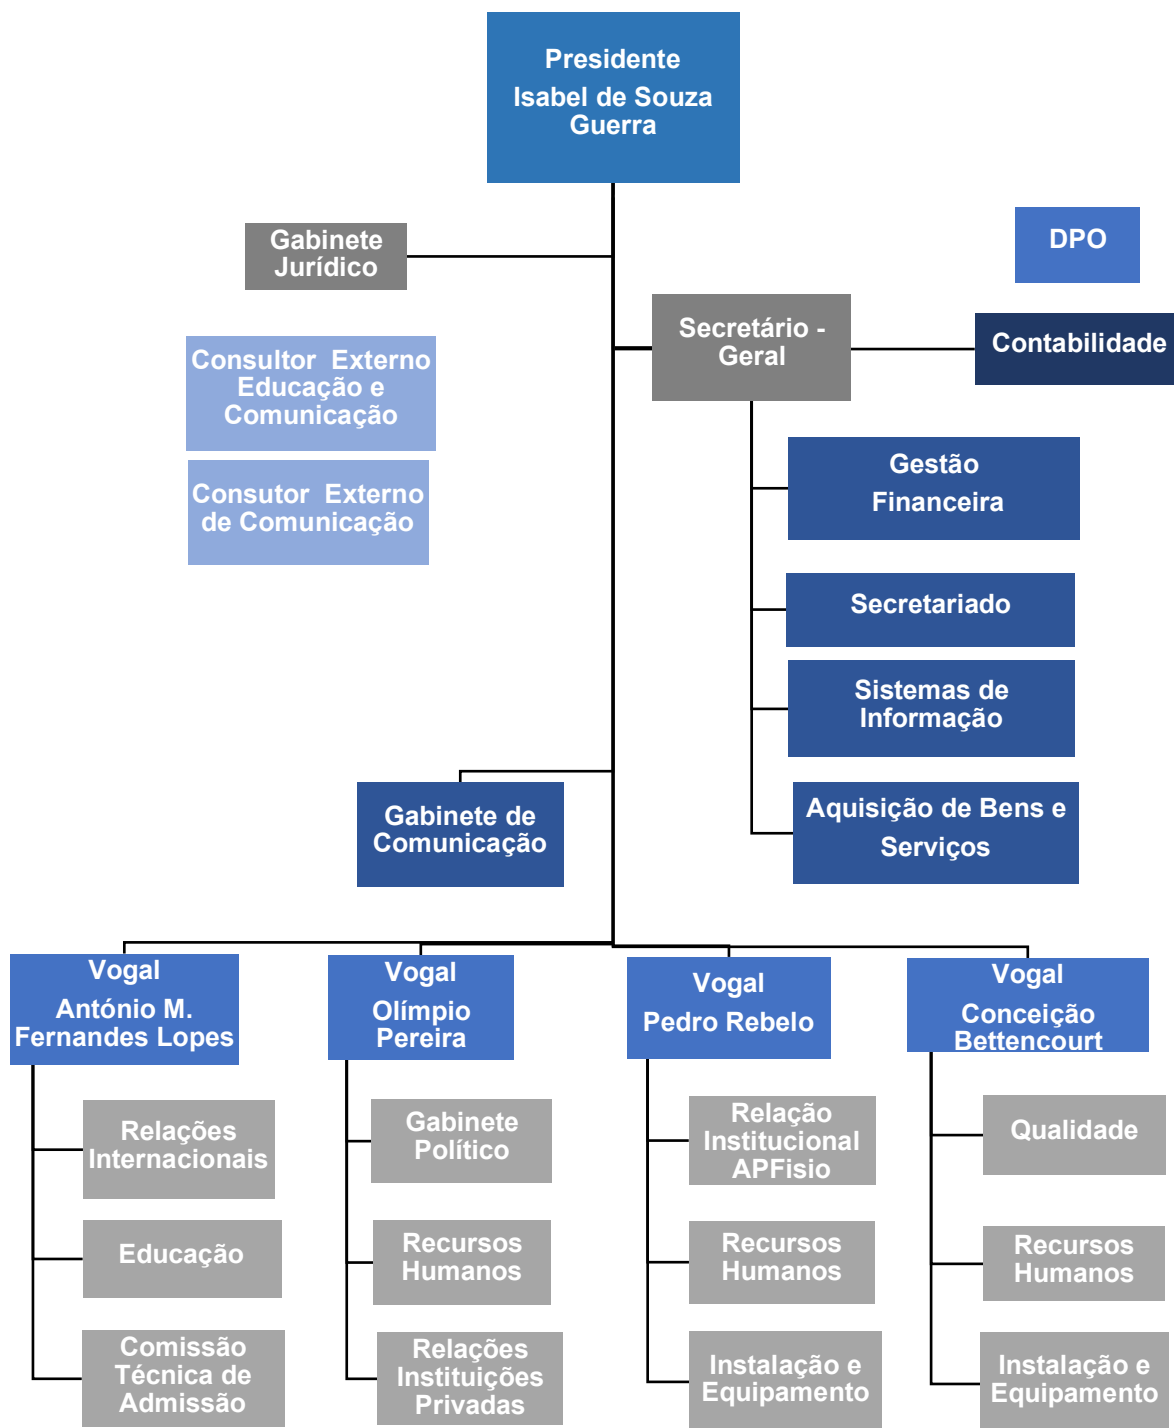 Presidente
Isabel de Souza
Guerra
Gabinete
Jurídico
DPO
Secretário -
Geral
Contabilidade
Consultor Externo
Educação e
Comunicação
Consutor Externo
de Comunicação
Gestão
Financeira
Secretariado
Sistemas de
Informação
Aquisição de Bens e
Serviços
Gabinete de
Comunicação
Vogal
António M.
Fernandes Lopes
Vogal
Olímpio
Pereira
Vogal
Pedro Rebelo
Vogal
Conceição
Bettencourt
Relações
Internacionais
Educação
Comissão
Técnica de
Admissão
Gabinete
Político
Recursos
Humanos
Relações
Instituições
Privadas
Relação
Institucional
APFisio
Recursos
Humanos
Instalação e
Equipamento
Qualidade
Recursos
Humanos
Instalação e
Equipamento